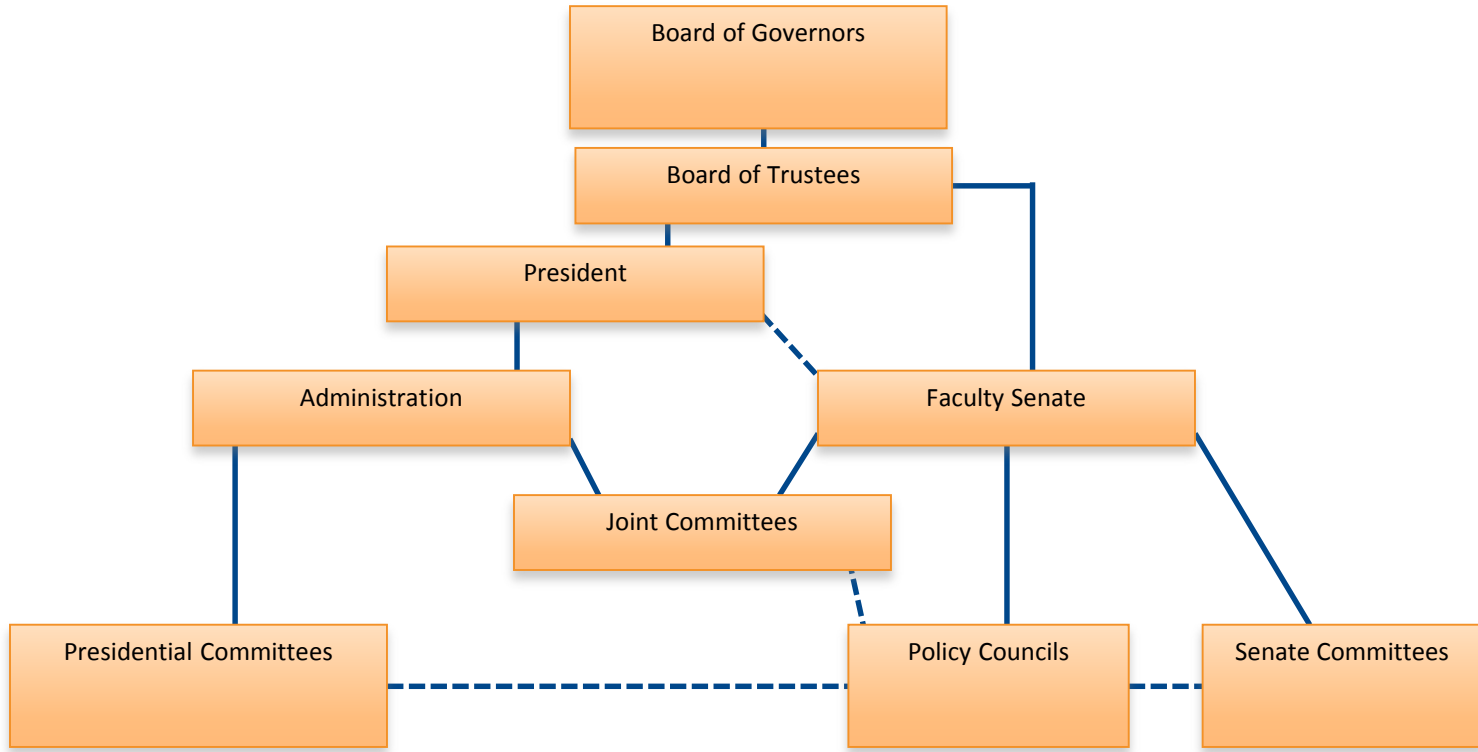 Board of Governors
Board of Trustees
President
Administration
Faculty Senate
Joint Committees
Presidential Committees
Policy Councils
Senate Committees